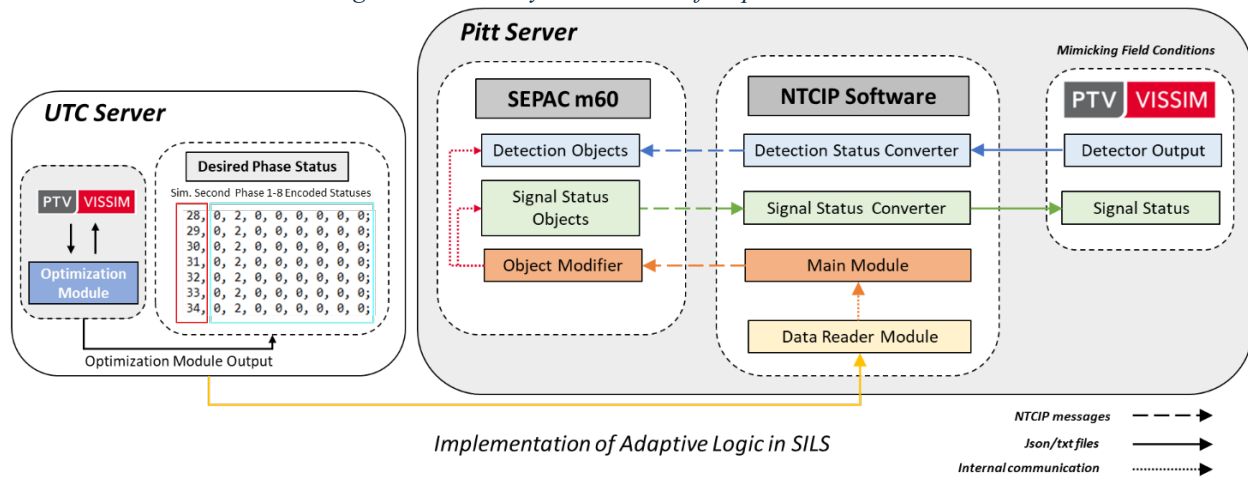 Pitt Server
Mimicking Field Conditions
SEPAC m60
NTCIP Software
PTV VISSIM
UTC Server
Desired Phase Status
Detection Objects
Detection Status Converter
Detector Output
Sim. Second Phase 1-8 Encoded Statuses
PTV VISSIM
Signal Status
Objects
Signal Status Converter
Signal Status
28, 0, 2, 0, 0, 0, 0, 0, 0;
29, 0, 2, 0, 0, 0, 0, 0, 0;
30, 0, 2, 0, 0, 0, 0, 0, 0;
31, 0, 2, 0, 0, 0, 0, 0, 0;
32, 0, 2, 0, 0, 0, 0, 0, 0;
33, 0, 2, 0, 0, 0, 0, 0, 0;
34, 0, 2, 0, 0, 0, 0, 0, 0;
Optimization
Module
Object Modifier
Main Module
Data Reader Module
Optimization Module Output
Implementation of Adaptive Logic in SILS
NTCIP messages
Json/txt files
Internal communication